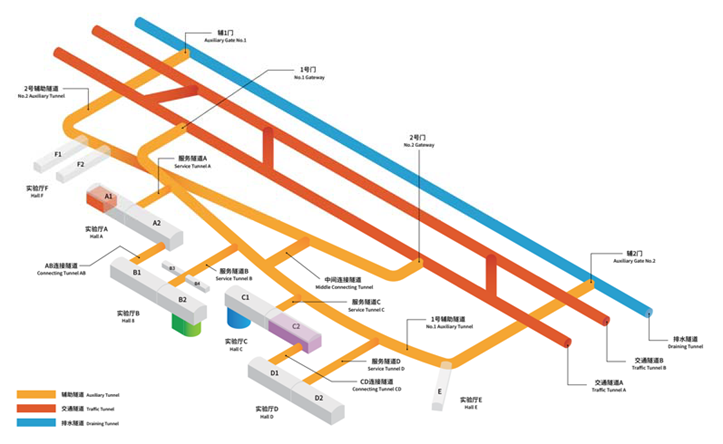 辅1门
Auxiliary Gate No.1
1号门
No.1 Gateway
2号辅助隧道
No.2 Auxiliary Tunnel
2号门
No.2 Gateway
F1
F2
服务隧道A
Service Tunnel A
实验厅F
Hall F
A1
A2
实验厅A
Hall A
辅2门
Auxiliary Gate No.2
AB连接隧道
Connecting Tunnel AB
B1
B2
B3
B4
服务隧道B
Service Tunnel B
中间连接隧道
Middle Connecting Tunnel
实验厅B
Hall B
C1
C2
服务隧道C
Service Tunnel C
1号辅助隧道
No.1 Auxiliary Tunnel
排水隧道
Draining Tunnel
实验厅C
Hall C
交通隧道B
Traffic Tunnel B
服务隧道D
Service Tunnel D
交通隧道A
Traffic Tunnel A
CD连接隧道
Connecting Tunnel CD
D1
D2
E
实验厅D
Hall D
实验厅E
Hall E
辅助隧道 Auxiliary Tunnel
交通隧道 Traffic Tunnel
排水隧道 Draining Tunnel